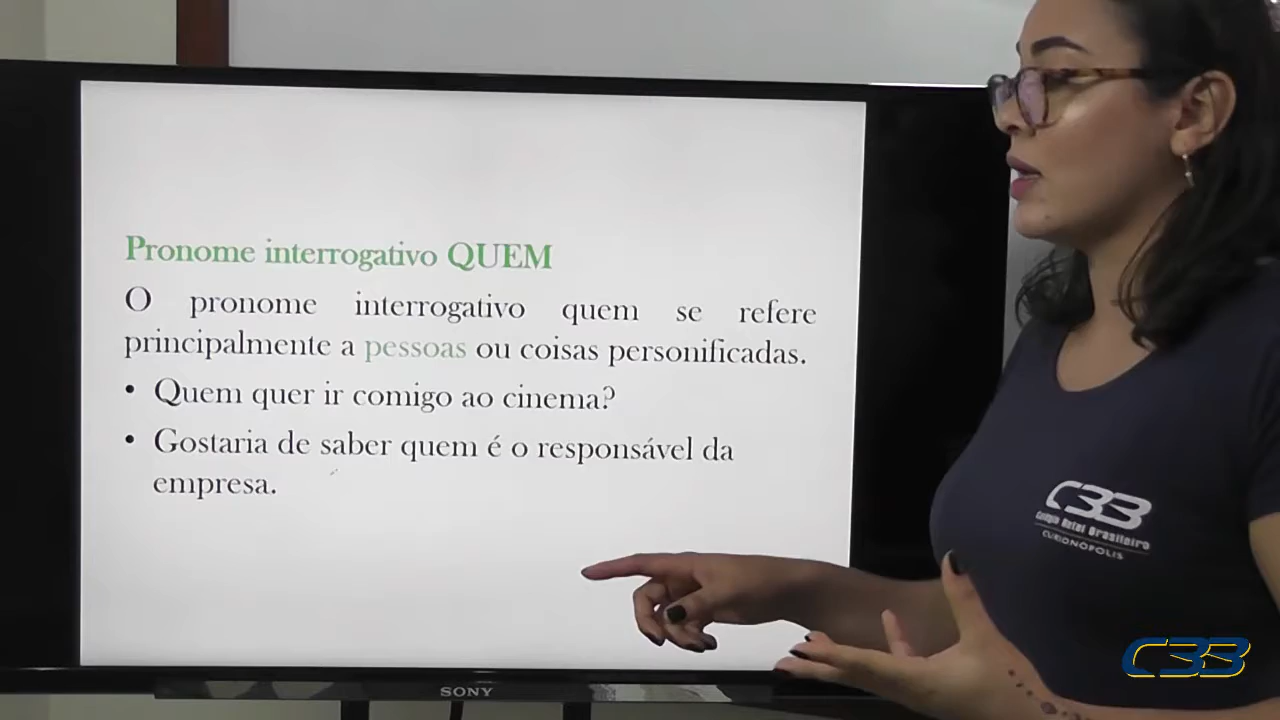 Pronome interrogativo QUEM
O pronome interrogativo quem se refere
principalmente a pessoas ou coisas personificadas.
• Quem quer ir comigo ao cinema?
• Gostaria de saber quem é o responsável da
empresa.
SONY
CBB
Colégio Betel Brasileiro
CURIONÓPOLIS
CBB